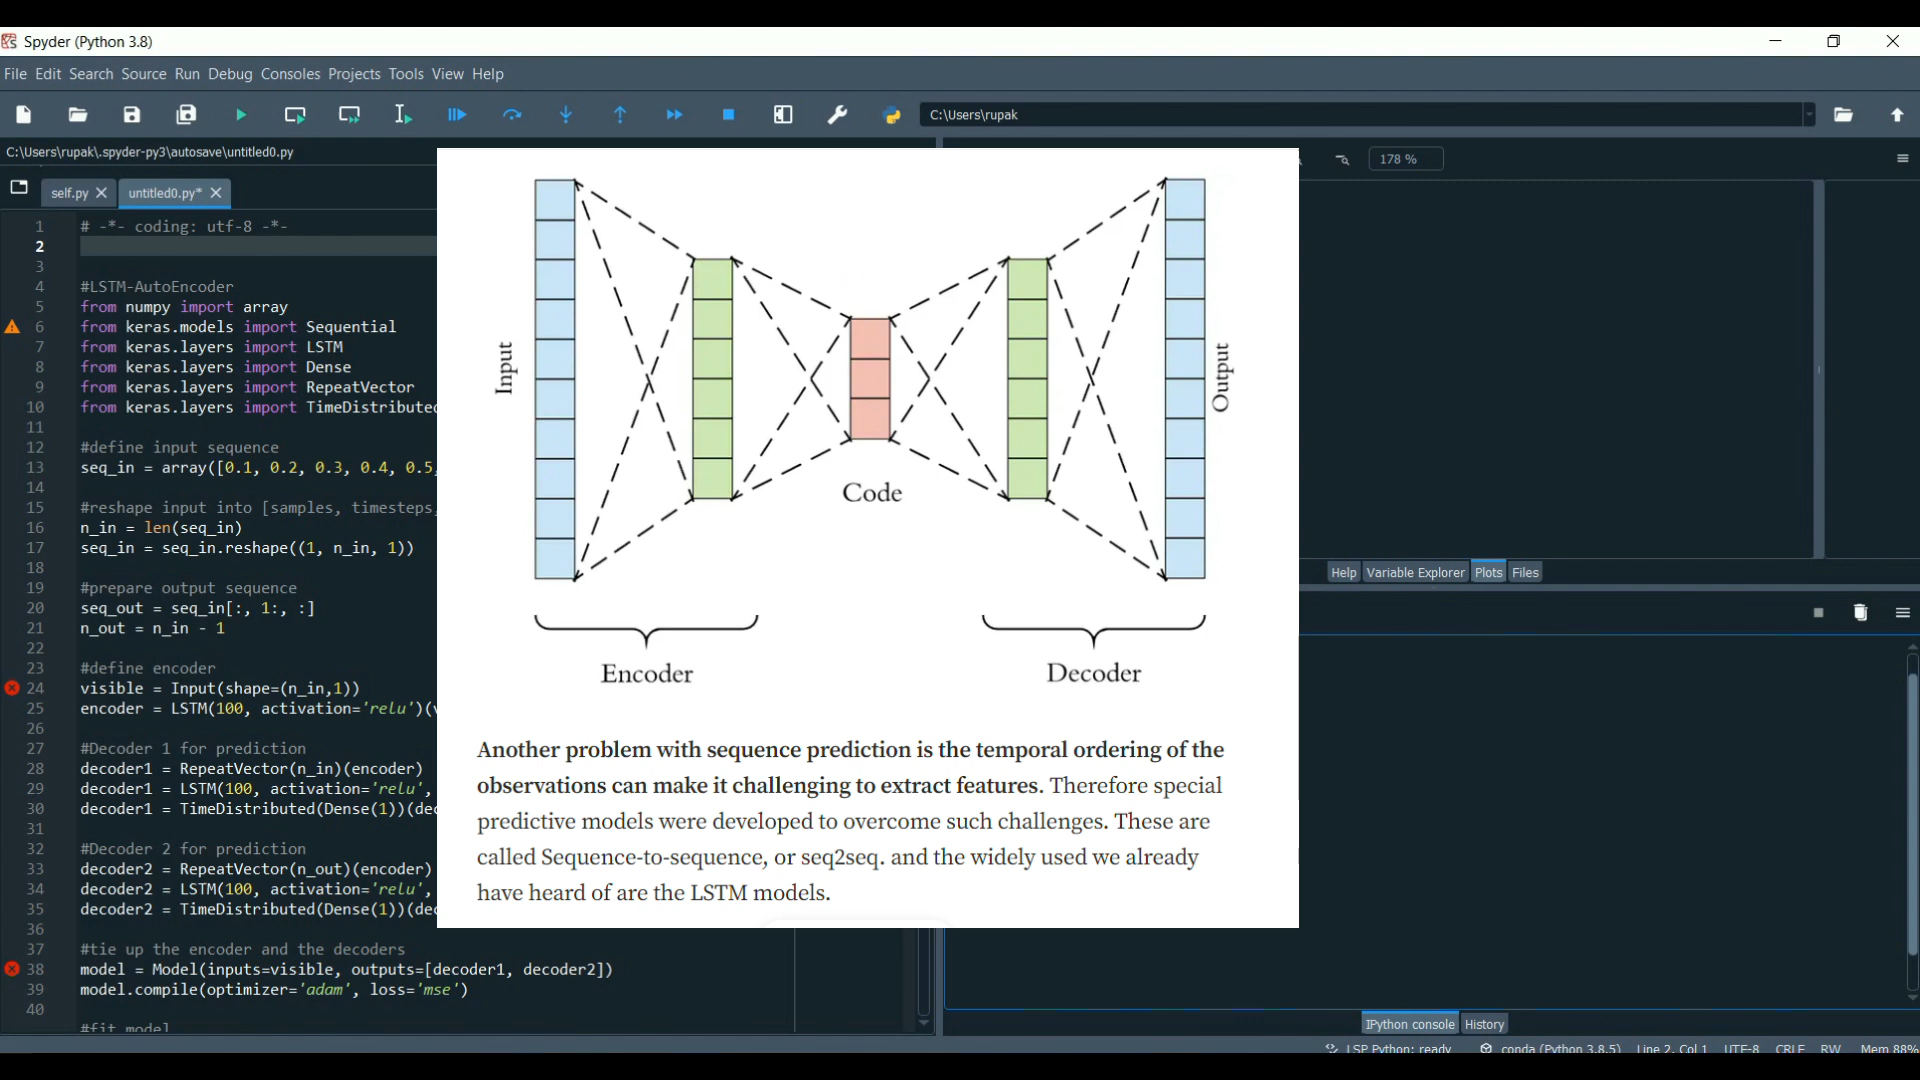 Spyder (Python 3.8)
File Edit Search Source Run Debug Consoles Projects Tools View Help
C:\Users\rupak
C:\Users\rupak\.spyder-py3\autosave\untitled0.py
178 %
self.py
untitled0.py*
1 # -*- coding: utf-8 -*-
2
3
4 #LSTM-AutoEncoder
5 from numpy import array
6 from keras.models import Sequential
7 from keras.layers import LSTM
8 from keras.layers import Dense
9 from keras.layers import RepeatVector
10 from keras.layers import TimeDistributed
11
12 #define input sequence
13 seq_in = array([0.1, 0.2, 0.3, 0.4, 0.5,
14
15 #reshape input into [samples, timesteps,
16 n_in = len(seq_in)
17 seq_in = seq_in.reshape((1, n_in, 1))
18
19 #prepare output sequence
20 seq_out = seq_in[:, 1:, :]
21 n_out = n_in - 1
22
23 #define encoder
24 visible = Input(shape=(n_in,1))
25 encoder = LSTM(100, activation='relu')(v
26
27 #Decoder 1 for prediction
28 decoder1 = RepeatVector(n_in)(encoder)
29 decoder1 = LSTM(100, activation='relu',
30 decoder1 = TimeDistributed(Dense(1))(dec
31
32 #Decoder 2 for prediction
33 decoder2 = RepeatVector(n_out)(encoder)
34 decoder2 = LSTM(100, activation='relu',
35 decoder2 = TimeDistributed(Dense(1))(dec
36
37 #tie up the encoder and the decoders
38 model = Model(inputs=visible, outputs=[decoder1, decoder2])
39 model.compile(optimizer='adam', loss='mse')
40
#fit model
Input
Code
Output
Encoder
Decoder
Another problem with sequence prediction is the temporal ordering of the
observations can make it challenging to extract features. Therefore special
predictive models were developed to overcome such challenges. These are
called Sequence-to-sequence, or seq2seq. and the widely used we already
have heard of are the LSTM models.
Help Variable Explorer Plots Files
IPython console History
LSP Python: ready conda (Python 3.8.5) Line 2, Col 1 UTF-8 CRLF RW Mem 88%